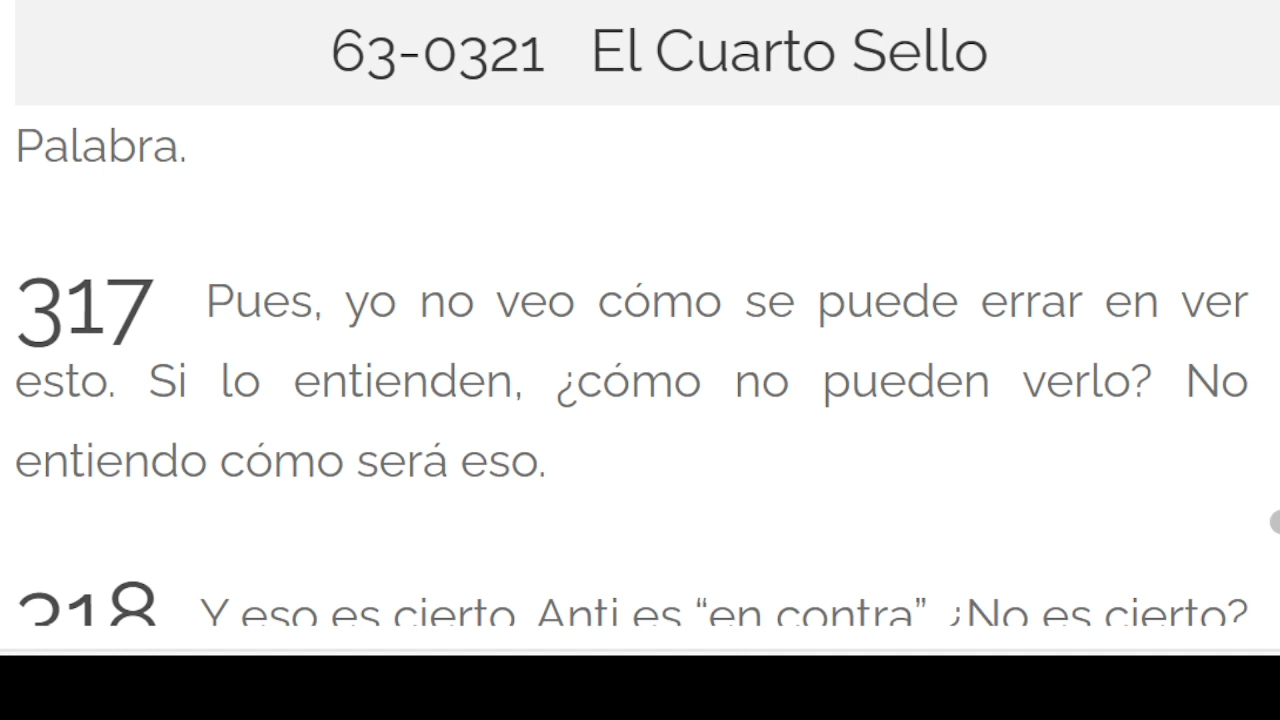 63-0321 El Cuarto Sello
Palabra.
317 Pues, yo no veo cómo se puede errar en ver
esto. Si lo entienden, ¿cómo no pueden verlo? No
entiendo cómo será eso.
318 Y eso es cierto. Anti es “en contra”. ¿No es cierto?